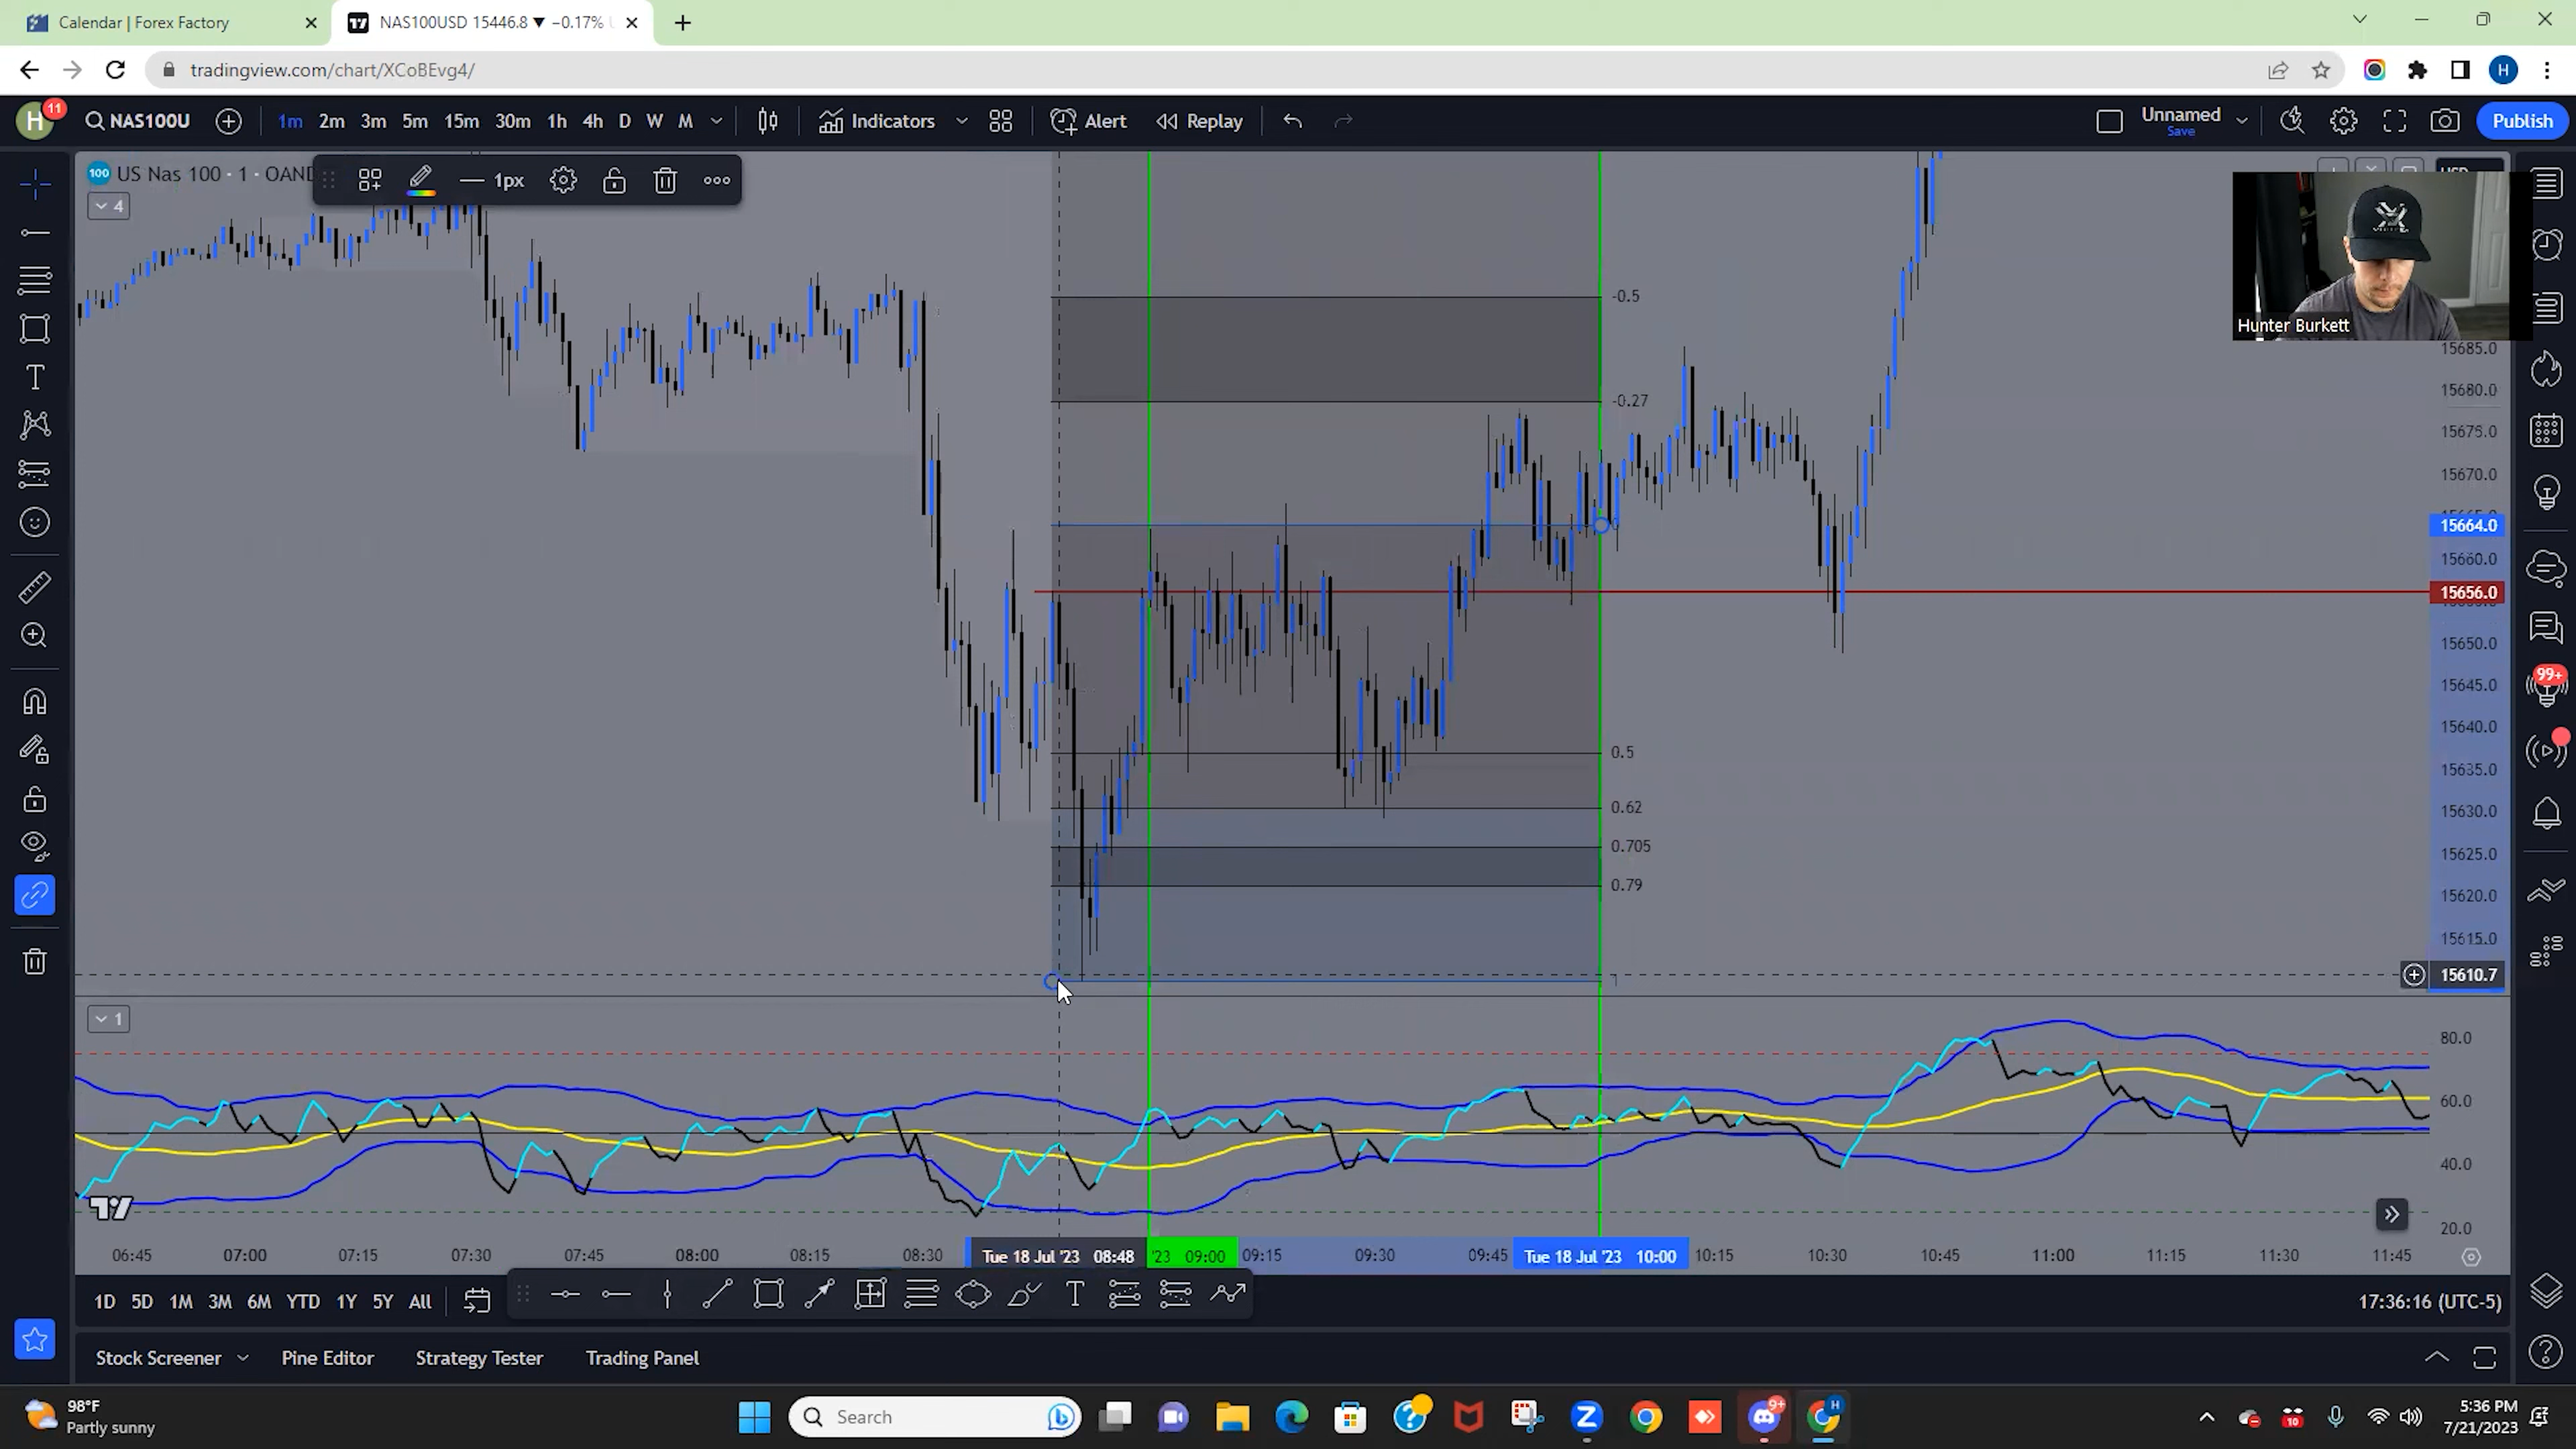 Calendar | Forex Factory
NAS100USD 15446.8 ▼ −0.17%
tradingview.com/chart/XCoBEvg4/
H
H
11
NAS100U
1m 2m 3m 5m 15m 30m 1h 4h D W M
Indicators
Alert
Replay
Unnamed
Save
Publish
100
US Nas 100 · 1 · OAND
1px
4
Hunter Burkett
-0.5
-0.27
0.5
0.62
0.705
0.79
1
15685.0
15680.0
15675.0
15670.0
15664.0
15660.0
15656.0
15650.0
15645.0
15640.0
15635.0
15630.0
15625.0
15620.0
15615.0
15610.7
99+
1
80.0
60.0
40.0
20.0
06:45 07:00 07:15 07:30 07:45 08:00 08:15 08:30 Tue 18 Jul '23 08:48 '23 09:00 09:15 09:30 09:45 Tue 18 Jul '23 10:00 10:15 10:30 10:45 11:00 11:15 11:30 11:45
1D 5D 1M 3M 6M YTD 1Y 5Y All
17:36:16 (UTC-5)
Stock Screener Pine Editor Strategy Tester Trading Panel
98°F
Partly sunny
Search
9+
H
10
5:36 PM
7/21/2023